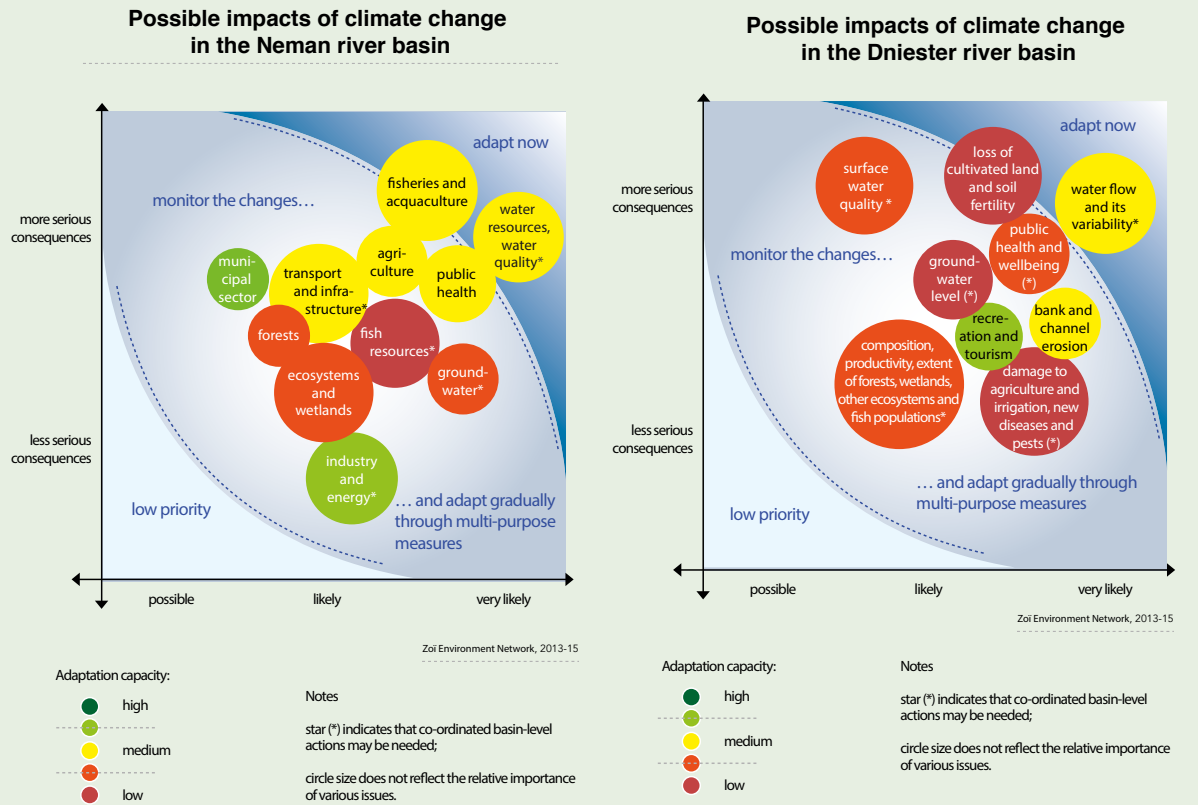 Possible impacts of climate change
in the Neman river basin
adapt now
monitor the changes…
more serious
consequences
less serious
consequences
fisheries and
acquaculture
water
resources,
water
quality*
agri-
culture
public
health
muni-
cipal
sector
transport
and infra-
structure*
forests
fish
resources*
ecosystems
and
wetlands
ground-
water*
industry
and
energy*
… and adapt gradually
through multi-purpose
measures
low priority
possible
likely
very likely
Zoï Environment Network, 2013-15
Adaptation capacity:
high
medium
low
Notes
star (*) indicates that co-ordinated basin-level
actions may be needed;
circle size does not reflect the relative importance
of various issues.
Possible impacts of climate change
in the Dniester river basin
adapt now
monitor the changes…
more serious
consequences
less serious
consequences
surface
water
quality *
loss of
cultivated land
and soil
fertility
water flow
and its
variability*
public
health and
wellbeing
(*)
ground-
water
level (*)
recre-
ation and
tourism
bank and
channel
erosion
composition,
productivity, extent
of forests, wetlands,
other ecosystems and
fish populations*
damage to
agriculture and
irrigation, new
diseases and
pests (*)
… and adapt gradually through
multi-purpose measures
low priority
possible
likely
very likely
Zoï Environment Network, 2013-15
Adaptation capacity:
high
medium
low
Notes
star (*) indicates that co-ordinated basin-level
actions may be needed;
circle size does not reflect the relative importance
of various issues.